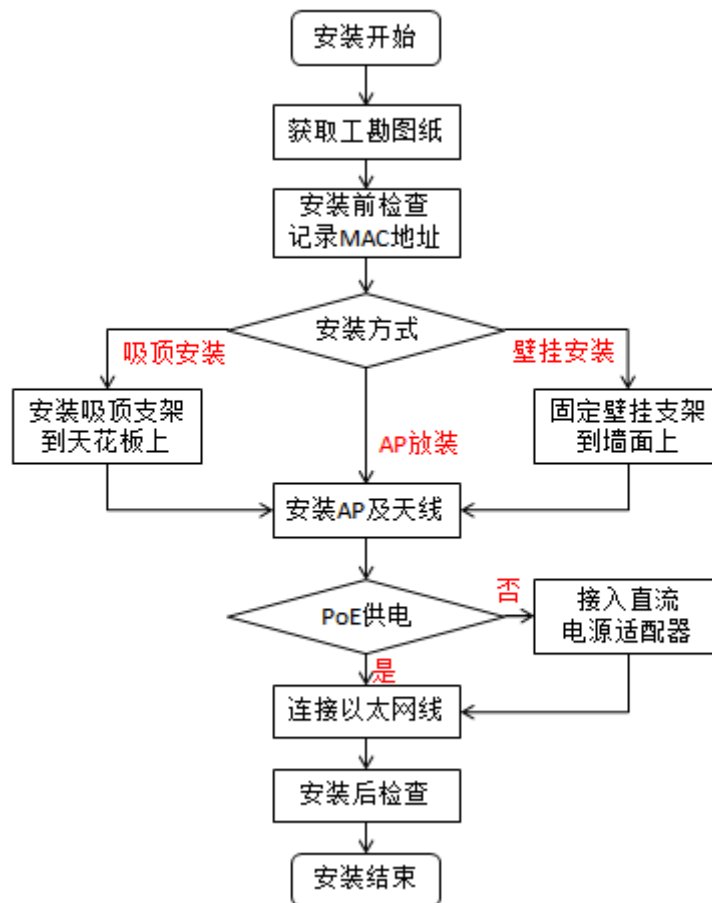 安装开始
获取工勘图纸
安装前检查
记录MAC地址
安装方式
吸顶安装
壁挂安装
安装吸顶支架
到天花板上
AP放装
固定壁挂支架
到墙面上
安装AP及天线
PoE供电
否
接入直流
电源适配器
是
连接以太网线
安装后检查
安装结束